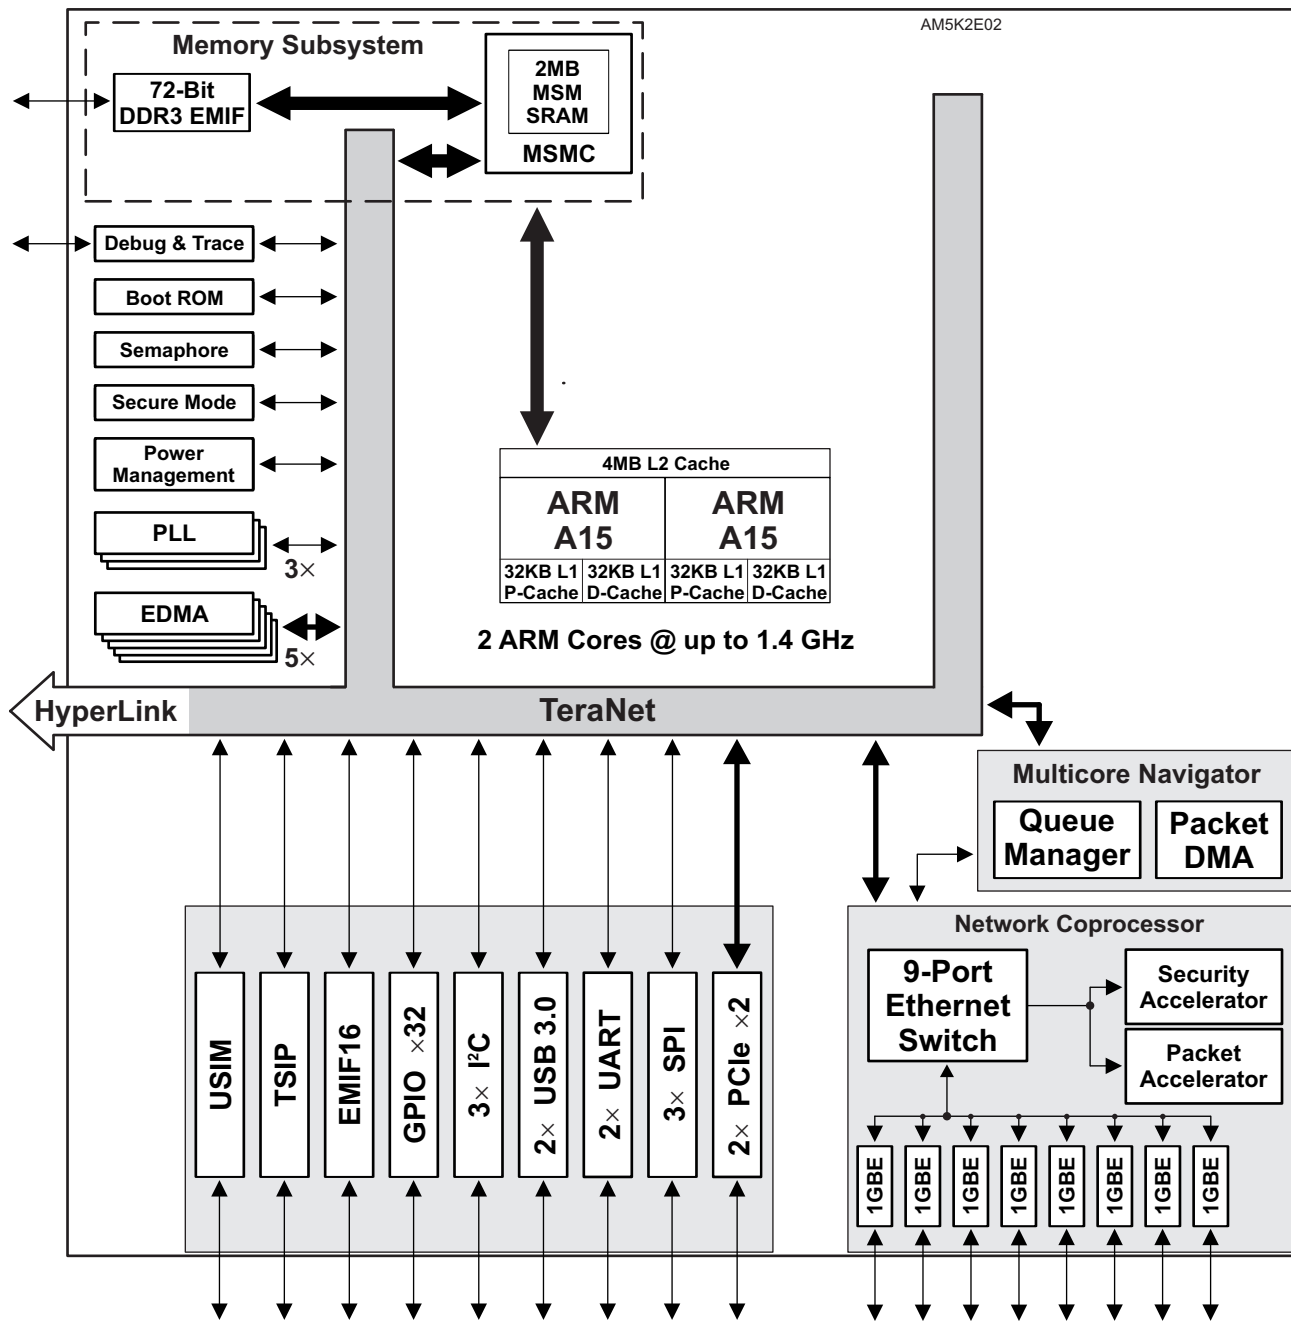 AM5K2E02
Memory Subsystem
72-Bit
DDR3 EMIF
2MB
MSM
SRAM
MSMC
Debug & Trace
Boot ROM
Semaphore
Secure Mode
Power
Management
PLL
3×
EDMA
5×
4MB L2 Cache
ARM
A15
ARM
A15
32KB L1
P-Cache
32KB L1
D-Cache
32KB L1
P-Cache
32KB L1
D-Cache
2 ARM Cores @ up to 1.4 GHz
HyperLink
TeraNet
Multicore Navigator
Queue
Manager
Packet
DMA
Network Coprocessor
9-Port
Ethernet
Switch
Security
Accelerator
Packet
Accelerator
USIM
TSIP
EMIF16
GPIO ×32
3× I²C
2× USB 3.0
2× UART
3× SPI
2× PCIe ×2
1GBE
1GBE
1GBE
1GBE
1GBE
1GBE
1GBE
1GBE